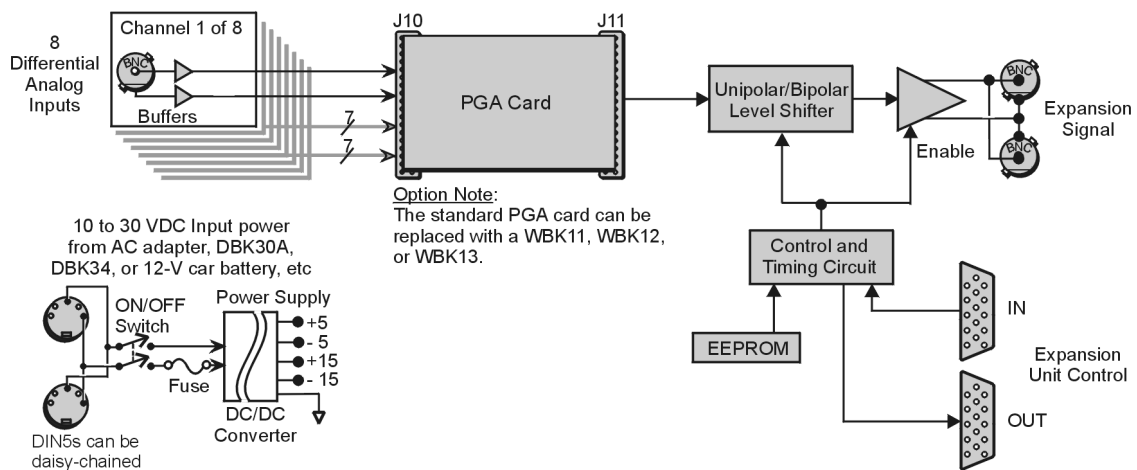 8
Differential
Analog
Inputs
Channel 1 of 8
BNC
Buffers
7
7
J10
J11
PGA Card
Option Note:
The standard PGA card can be
replaced with a WBK11, WBK12,
or WBK13.
Unipolar/Bipolar
Level Shifter
Enable
BNC
BNC
Expansion
Signal
Control and
Timing Circuit
EEPROM
IN
Expansion
Unit Control
OUT
10 to 30 VDC Input power
from AC adapter, DBK30A,
DBK34, or 12-V car battery, etc
ON/OFF
Switch
Fuse
Power Supply
+5
- 5
+15
- 15
DC/DC
Converter
DIN5s can be
daisy-chained